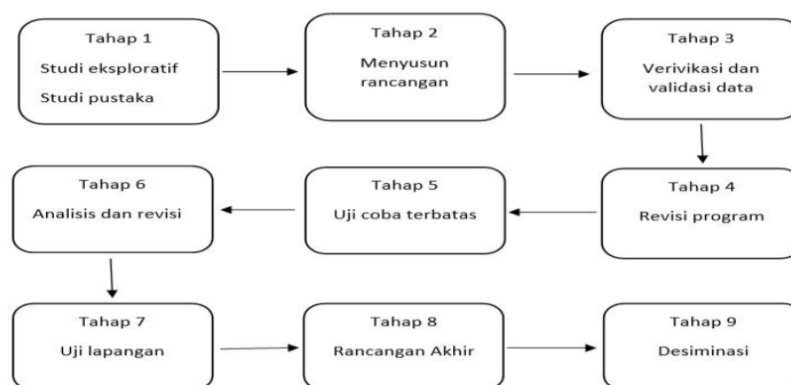 Tahap 1
Studi eksploratif
Studi pustaka
Tahap 2
Menyusun
rancangan
Tahap 3
Verivikasi dan
validasi data
Tahap 4
Revisi program
Tahap 5
Uji coba terbatas
Tahap 6
Analisis dan revisi
Tahap 7
Uji lapangan
Tahap 8
Rancangan Akhir
Tahap 9
Desiminasi